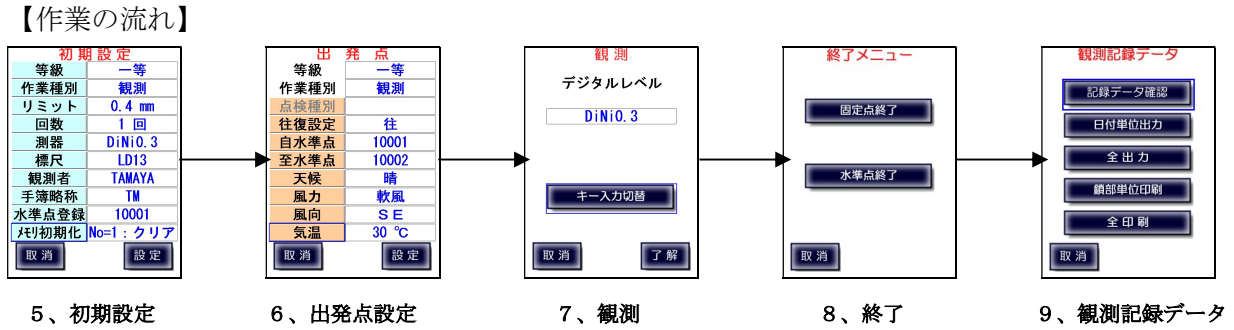 【作業の流れ】
初期設定
等級 一等
作業種別 観測
リミット 0.4 mm
回数 1 回
測器 DiNi0.3
標尺 LD13
観測者 TAMAYA
手簿略称 TM
水準点登録 10001
ﾒﾓﾘ初期化 No=1：クリア
取 消 設 定
出 発 点
等級 一等
作業種別 観測
点検種別
往復設定 往
自水準点 10001
至水準点 10002
天候 晴
風力 軟風
風向 ＳＥ
気温 30 ℃
取 消 設 定
観 測
デジタルレベル
DiNi0.3
キー入力切替
取 消 了 解
終了メニュー
固定点終了
水準点終了
取 消
観測記録データ
記録データ確認
日付単位出力
全 出 力
鎖部単位印刷
全 印 刷
取 消
５、初期設定
６、出発点設定
７、観測
８、終了
９、観測記録データ